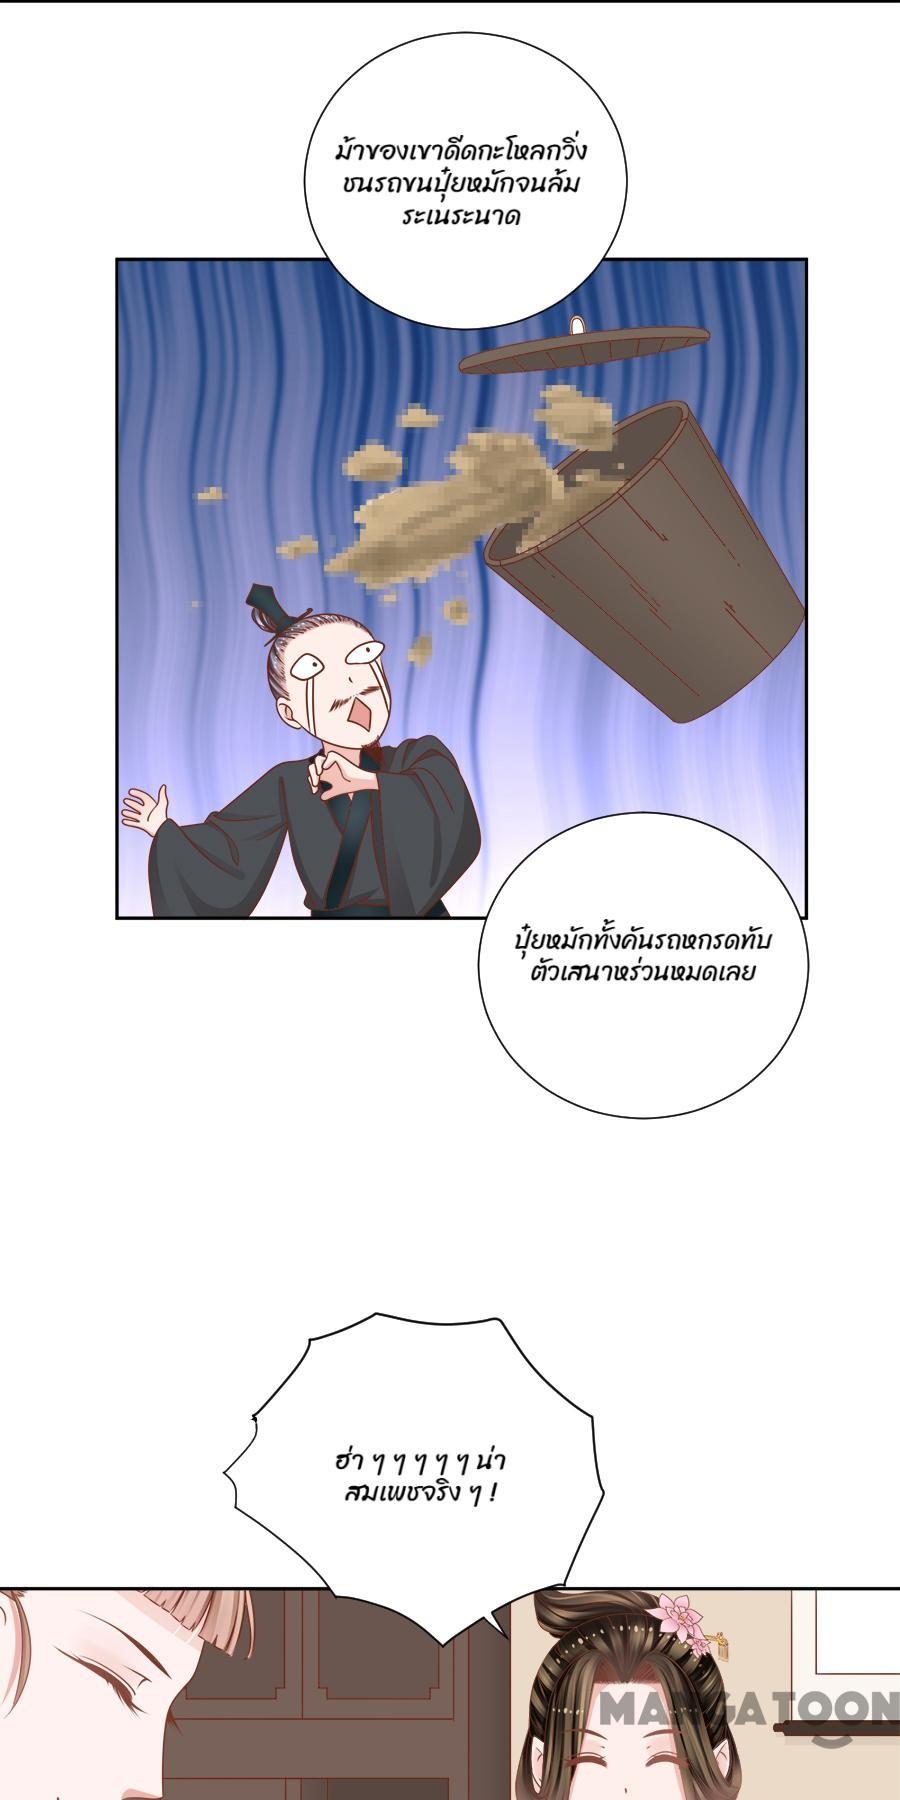 ม้าของเขาดีดกะโหลกวิ่ง
ชนรถขนปุ๋ยหมักจนล้ม
ระเนระนาด
ปุ๋ยหมักทั้งคันรถหกรดทับ
ตัวเสนาหร่วนหมดเลย
ฮ่า ๆ ๆ ๆ ๆ ๆ น่า
สมเพชจริง ๆ !
MANGATOON